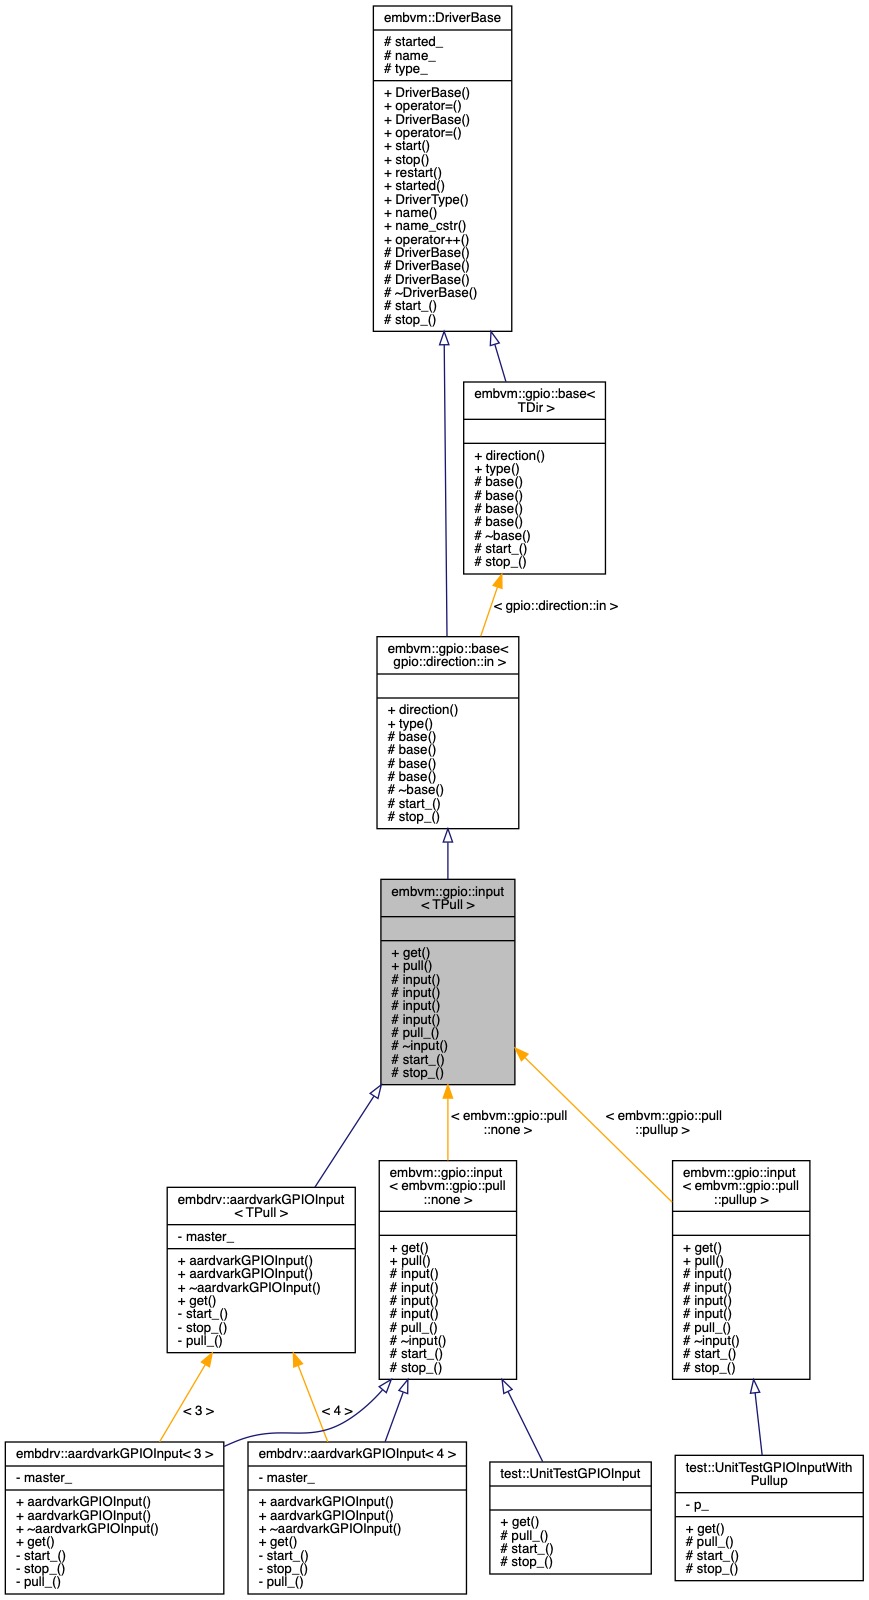 embvm::DriverBase
# started_
# name_
# type_
+ DriverBase()
+ operator=()
+ DriverBase()
+ operator=()
+ start()
+ stop()
+ restart()
+ started()
+ DriverType()
+ name()
+ name_cstr()
+ operator++()
# DriverBase()
# DriverBase()
# DriverBase()
# ~DriverBase()
# start_()
# stop_()
embvm::gpio::base<
TDir >
+ direction()
+ type()
# base()
# base()
# base()
# base()
# ~base()
# start_()
# stop_()
< gpio::direction::in >
embvm::gpio::base<
gpio::direction::in >
+ direction()
+ type()
# base()
# base()
# base()
# base()
# ~base()
# start_()
# stop_()
embvm::gpio::input
< TPull >
+ get()
+ pull()
# input()
# input()
# input()
# input()
# pull_()
# ~input()
# start_()
# stop_()
< embvm::gpio::pull
::none >
< embvm::gpio::pull
::pullup >
embdrv::aardvarkGPIOInput
< TPull >
- master_
+ aardvarkGPIOInput()
+ aardvarkGPIOInput()
+ ~aardvarkGPIOInput()
+ get()
- start_()
- stop_()
- pull_()
embvm::gpio::input
< embvm::gpio::pull
::none >
+ get()
+ pull()
# input()
# input()
# input()
# input()
# pull_()
# ~input()
# start_()
# stop_()
embvm::gpio::input
< embvm::gpio::pull
::pullup >
+ get()
+ pull()
# input()
# input()
# input()
# input()
# pull_()
# ~input()
# start_()
# stop_()
< 3 >
< 4 >
embdrv::aardvarkGPIOInput< 3 >
- master_
+ aardvarkGPIOInput()
+ aardvarkGPIOInput()
+ ~aardvarkGPIOInput()
+ get()
- start_()
- stop_()
- pull_()
embdrv::aardvarkGPIOInput< 4 >
- master_
+ aardvarkGPIOInput()
+ aardvarkGPIOInput()
+ ~aardvarkGPIOInput()
+ get()
- start_()
- stop_()
- pull_()
test::UnitTestGPIOInput
+ get()
# pull_()
# start_()
# stop_()
test::UnitTestGPIOInputWith
Pullup
- p_
+ get()
# pull_()
# start_()
# stop_()